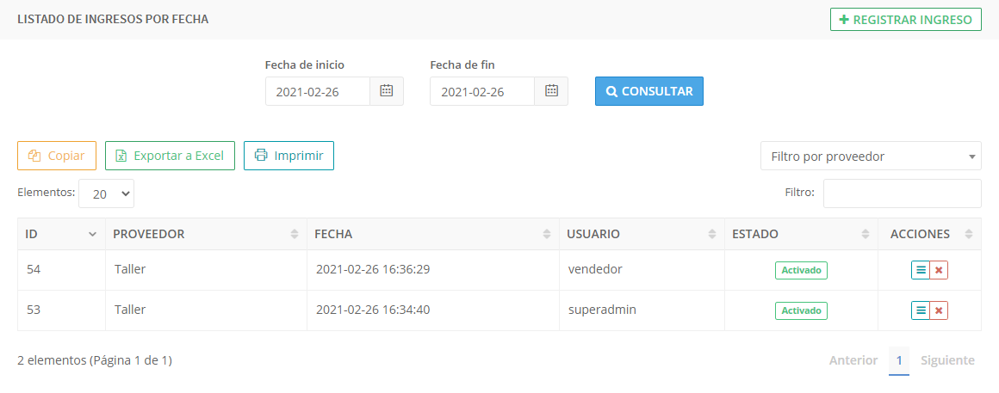 LISTADO DE INGRESOS POR FECHA
REGISTRAR INGRESO
Fecha de inicio Fecha de fin
2021-02-26 2021-02-26 CONSULTAR
Copiar Exportar a Excel Imprimir Filtro por proveedor
Elementos: 20 Filtro:
ID PROVEEDOR FECHA USUARIO ESTADO ACCIONES
54 Taller 2021-02-26 16:36:29 vendedor Activado
53 Taller 2021-02-26 16:34:40 superadmin Activado
2 elementos (Página 1 de 1) Anterior 1 Siguiente